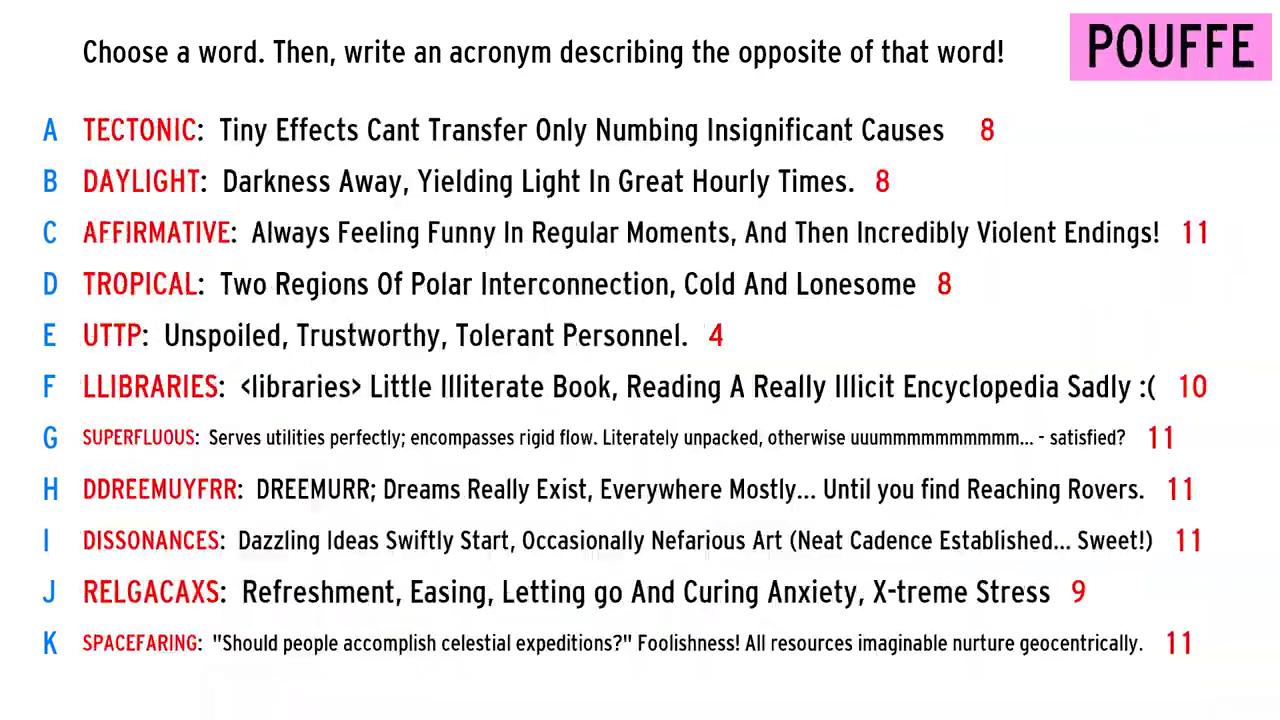 Choose a word. Then, write an acronym describing the opposite of that word!
POUFFE
A TECTONIC: Tiny Effects Cant Transfer Only Numbing Insignificant Causes 8
B DAYLIGHT: Darkness Away, Yielding Light In Great Hourly Times. 8
C AFFIRMATIVE: Always Feeling Funny In Regular Moments, And Then Incredibly Violent Endings! 11
D TROPICAL: Two Regions Of Polar Interconnection, Cold And Lonesome 8
E UTTP: Unspoiled, Trustworthy, Tolerant Personnel. 4
F LLIBRARIES: <libraries> Little Illiterate Book, Reading A Really Illicit Encyclopedia Sadly :( 10
G SUPERFLUOUS: Serves utilities perfectly; encompasses rigid flow. Literately unpacked, otherwise uuummmmmmmmmm... - satisfied? 11
H DDREEMUYFRR: DREEMURR; Dreams Really Exist, Everywhere Mostly... Until you find Reaching Rovers. 11
I DISSONANCES: Dazzling Ideas Swiftly Start, Occasionally Nefarious Art (Neat Cadence Established... Sweet!) 11
J RELGACAXS: Refreshment, Easing, Letting go And Curing Anxiety, X-treme Stress 9
K SPACEFARING: "Should people accomplish celestial expeditions?" Foolishness! All resources imaginable nurture geocentrically. 11